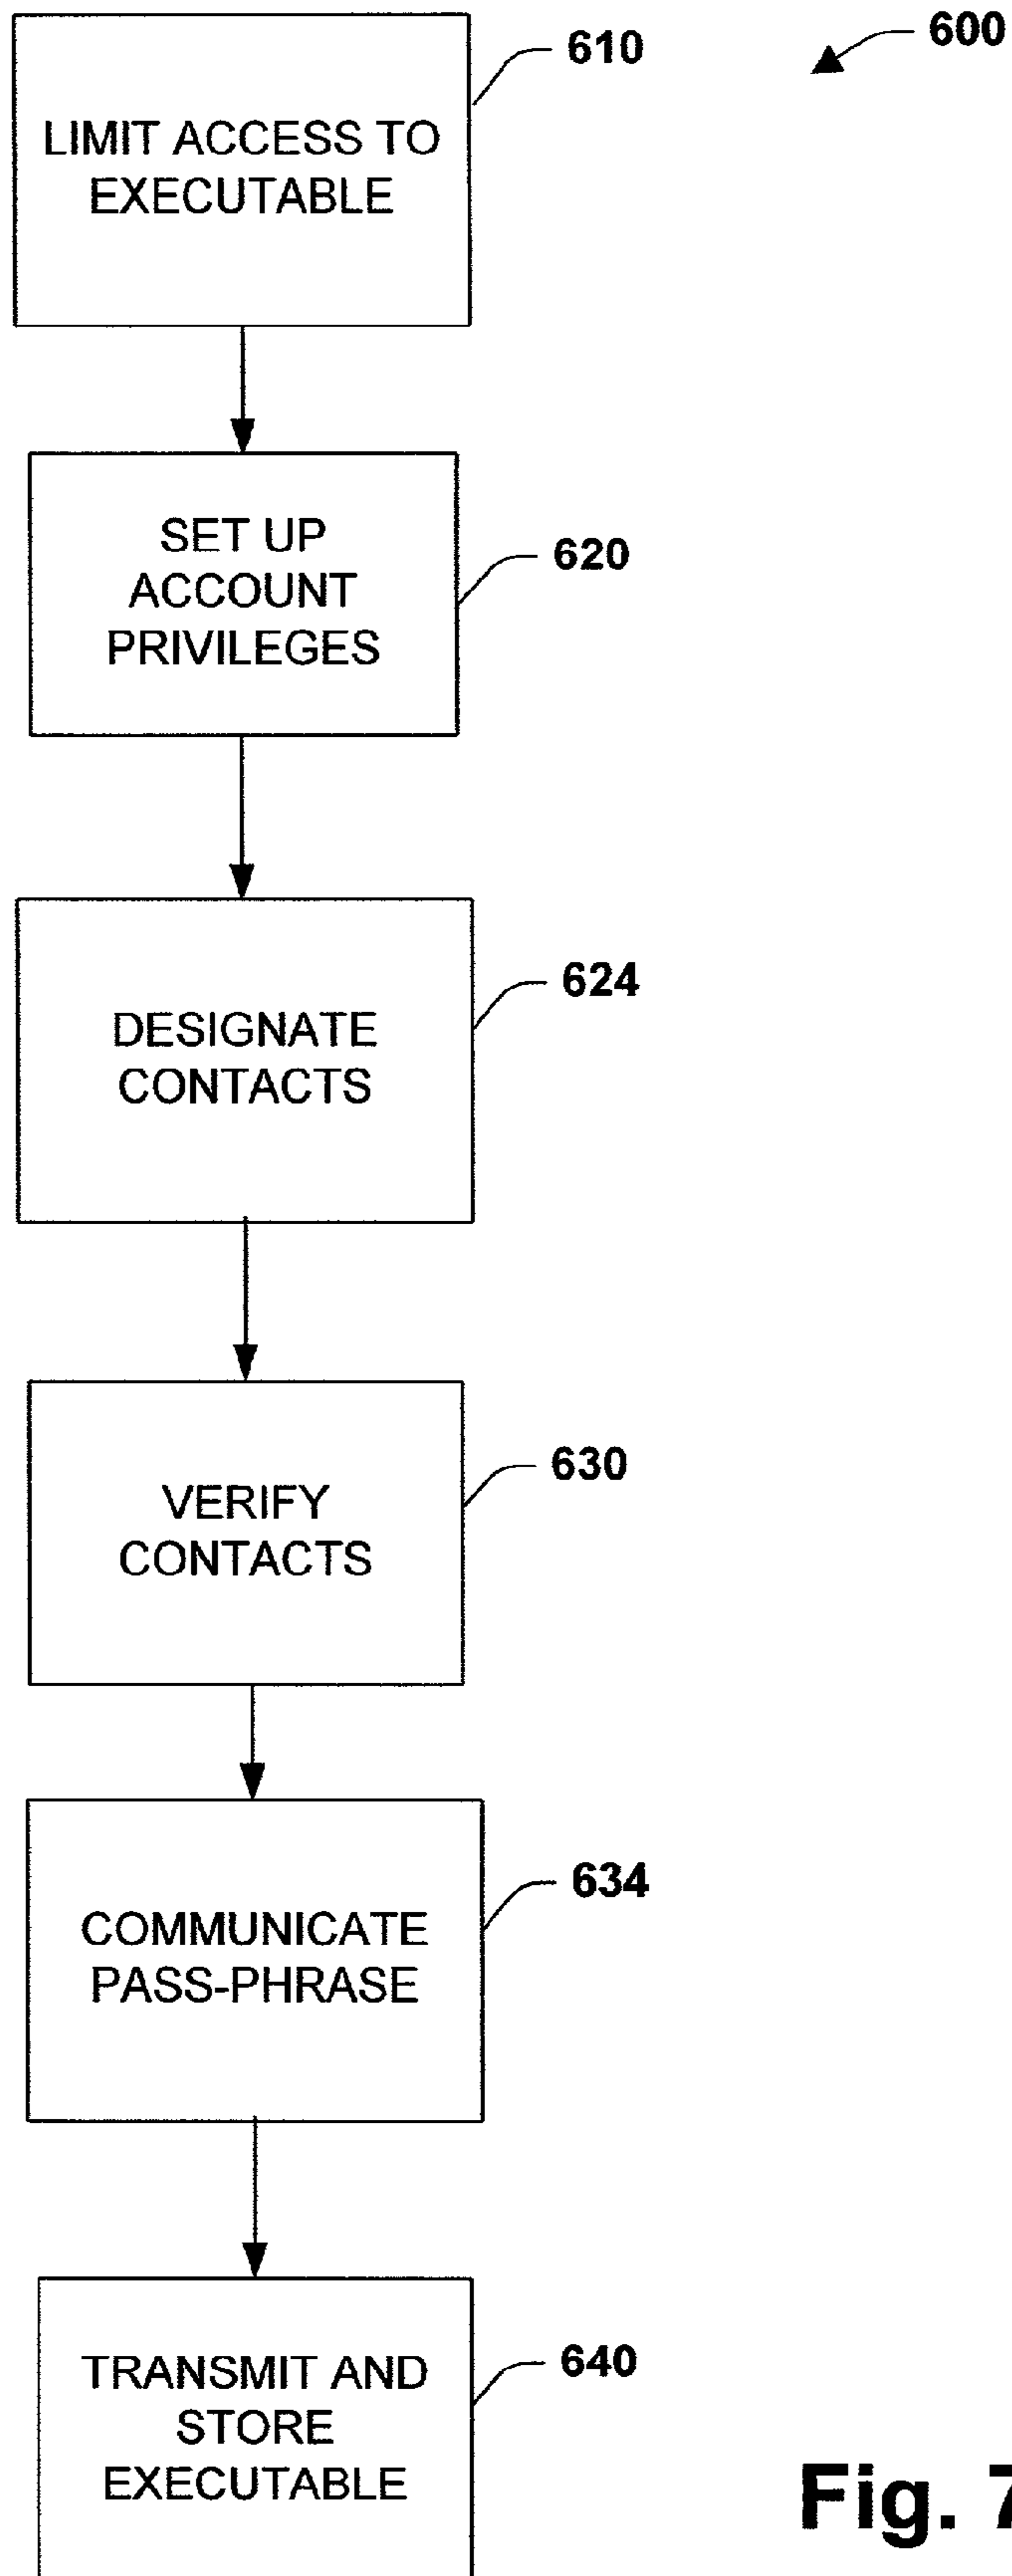 610
600
LIMIT ACCESS TO
EXECUTABLE
SET UP
ACCOUNT
PRIVILEGES
620
624
DESIGNATE
CONTACTS
630
VERIFY
CONTACTS
634
COMMUNICATE
PASS-PHRASE
640
TRANSMIT AND
STORE
EXECUTABLE
Fig. 7